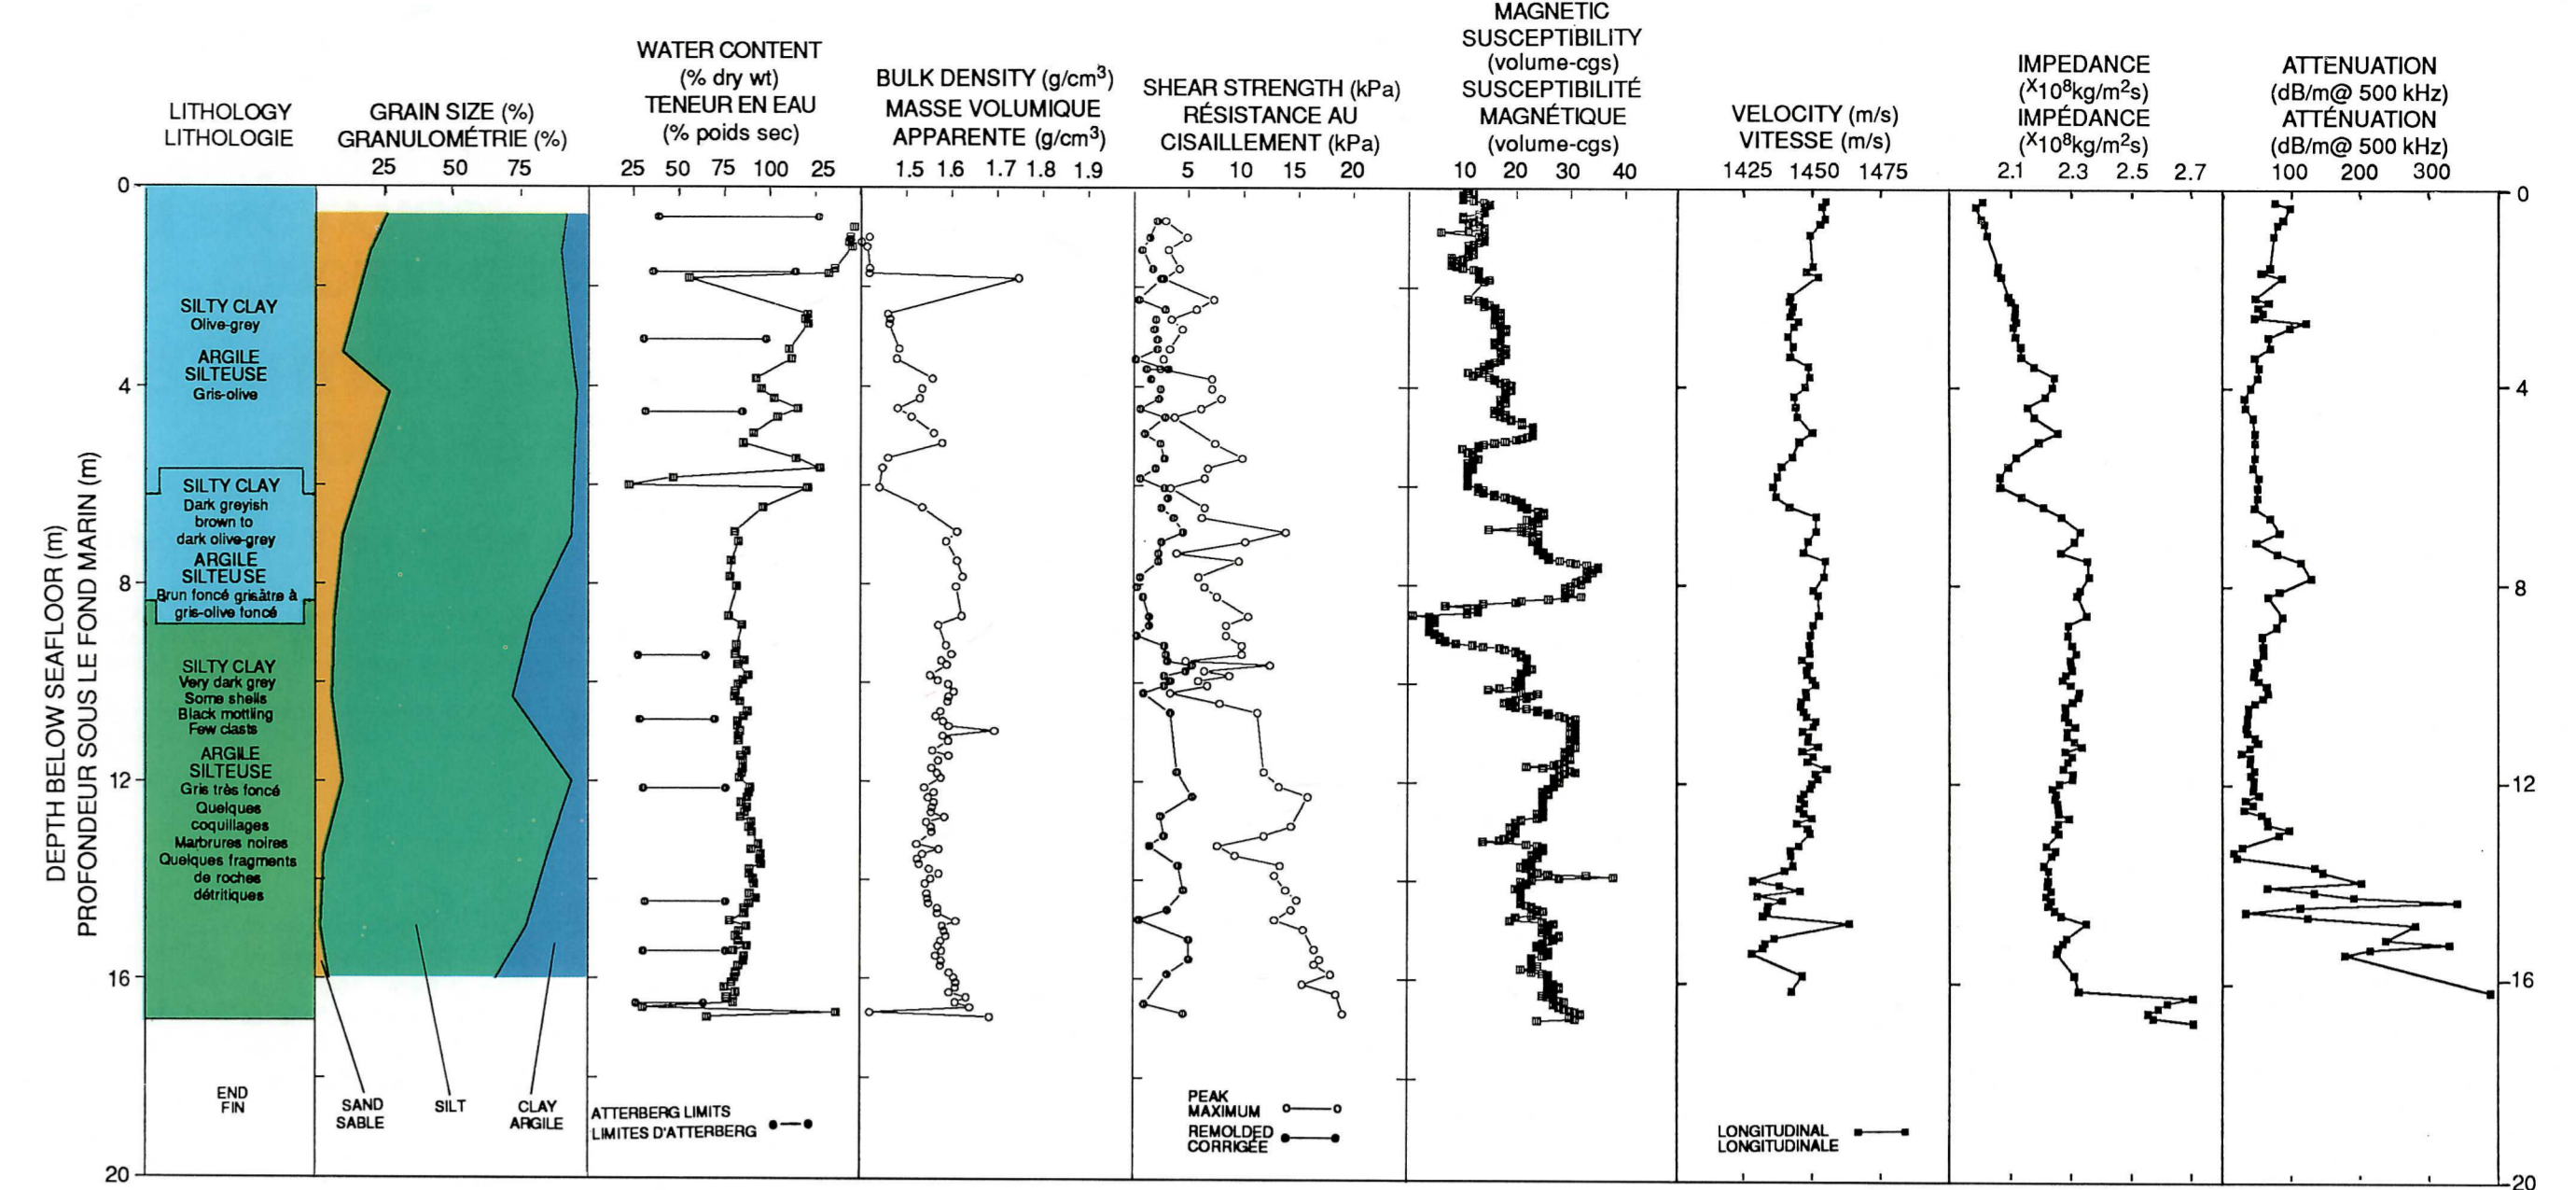 DEPTH BELOW SEAFLOOR (m)
PROFONDEUR SOUS LE FOND MARIN (m)
0
4
8
12
16
20
LITHOLOGY
LITHOLOGIE
SILTY CLAY
Olive-grey
ARGILE
SILTEUSE
Gris-olive
SILTY CLAY
Dark greyish
brown to
dark olive-grey
ARGILE
SILTEUSE
Brun foncé grisâtre à
gris-olive foncé
SILTY CLAY
Very dark grey
Some shells
Black mottling
Few clasts
ARGILE
SILTEUSE
Gris très foncé
Quelques
coquillages
Marbrures noires
Quelques fragments
de roches
détritiques
END
FIN
GRAIN SIZE (%)
GRANULOMÉTRIE (%)
25 50 75
SAND
SABLE
SILT
CLAY
ARGILE
WATER CONTENT
(% dry wt)
TENEUR EN EAU
(% poids sec)
25 50 75 100 25
ATTERBERG LIMITS
LIMITES D'ATTERBERG
BULK DENSITY (g/cm³)
MASSE VOLUMIQUE
APPARENTE (g/cm³)
1.5 1.6 1.7 1.8 1.9
SHEAR STRENGTH (kPa)
RÉSISTANCE AU
CISAILLEMENT (kPa)
5 10 15 20
PEAK
MAXIMUM
REMOLDED
CORRIGÉE
MAGNETIC
SUSCEPTIBILITY
(volume-cgs)
SUSCEPTIBILITÉ
MAGNÉTIQUE
(volume-cgs)
10 20 30 40
VELOCITY (m/s)
VITESSE (m/s)
1425 1450 1475
LONGITUDINAL
LONGITUDINALE
IMPEDANCE
(ˣ10⁸kg/m²s)
IMPÉDANCE
(ˣ10⁸kg/m²s)
2.1 2.3 2.5 2.7
ATTENUATION
(dB/m@ 500 kHz)
ATTÉNUATION
(dB/m@ 500 kHz)
100 200 300
0
4
8
12
16
20